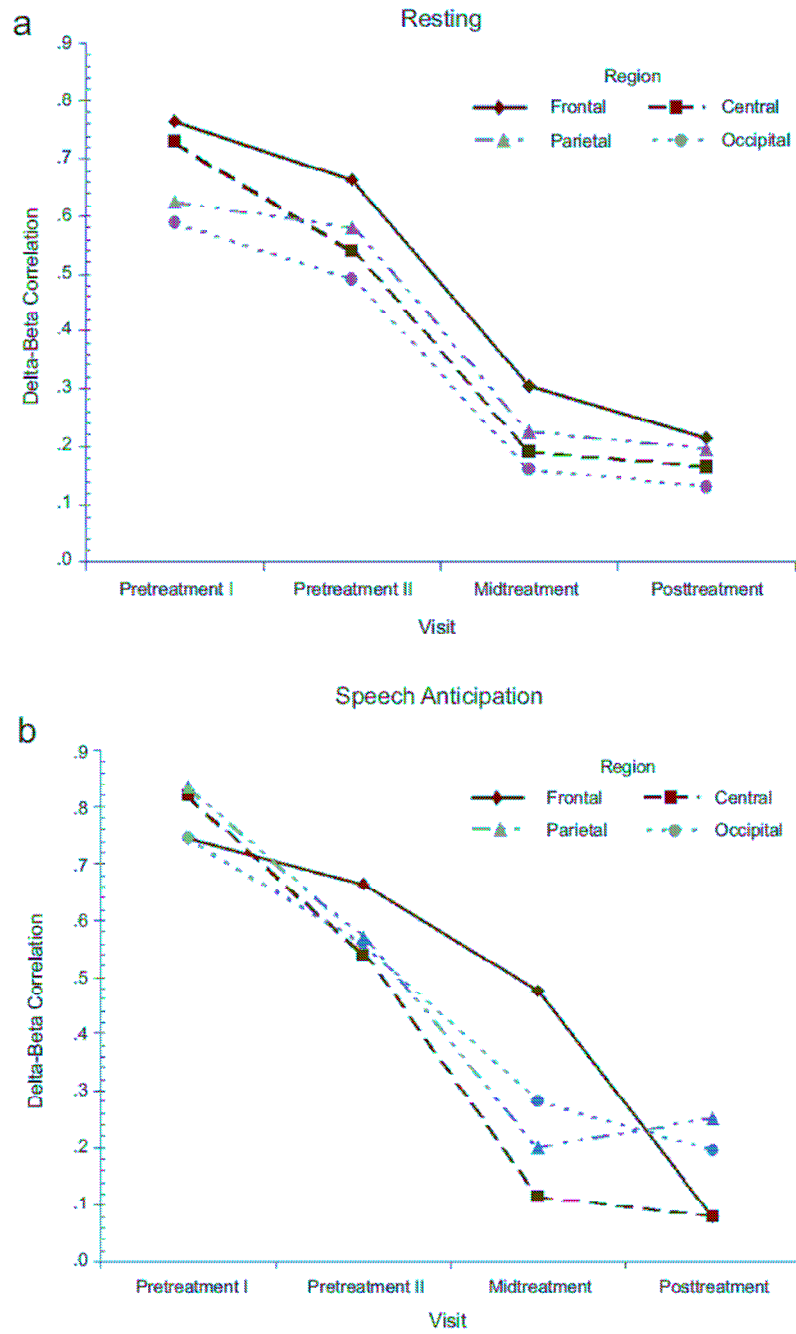 a
Resting
.9
.8
.7
.6
.5
.4
.3
.2
.1
.0
Delta-Beta Correlation
Region
Frontal Central
Parietal Occipital
Pretreatment I Pretreatment II Midtreatment Posttreatment
Visit
b
Speech Anticipation
.9
.8
.7
.6
.5
.4
.3
.2
.1
.0
Delta-Beta Correlation
Region
Frontal Central
Parietal Occipital
Pretreatment I Pretreatment II Midtreatment Posttreatment
Visit